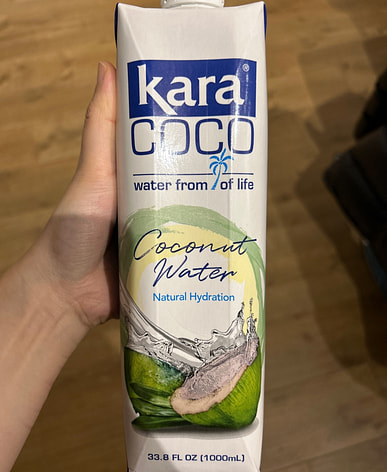 kara®
COCO
water from of life
Coconut
Water
Natural Hydration
33.8 FL OZ (1000mL)